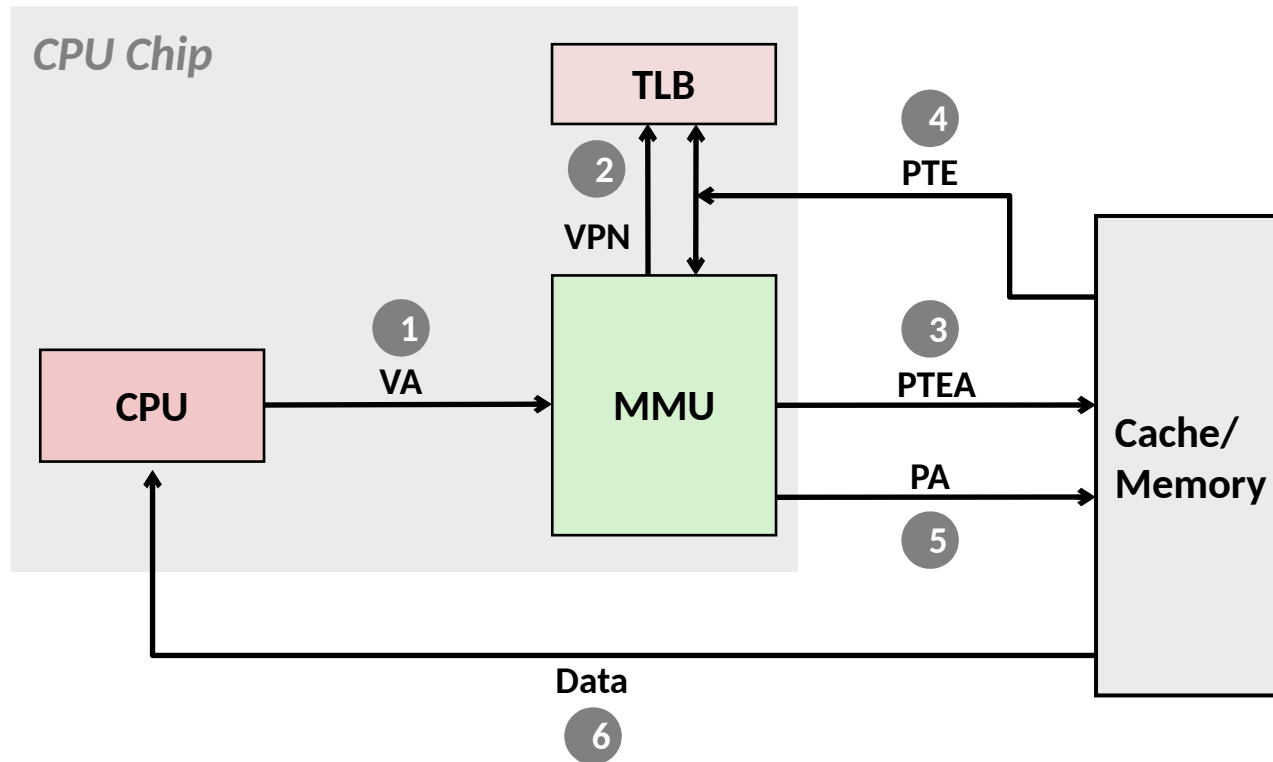 CPU Chip
TLB
4
PTE
2
VPN
1
VA
3
PTEA
CPU
MMU
Cache/
Memory
PA
5
Data
6